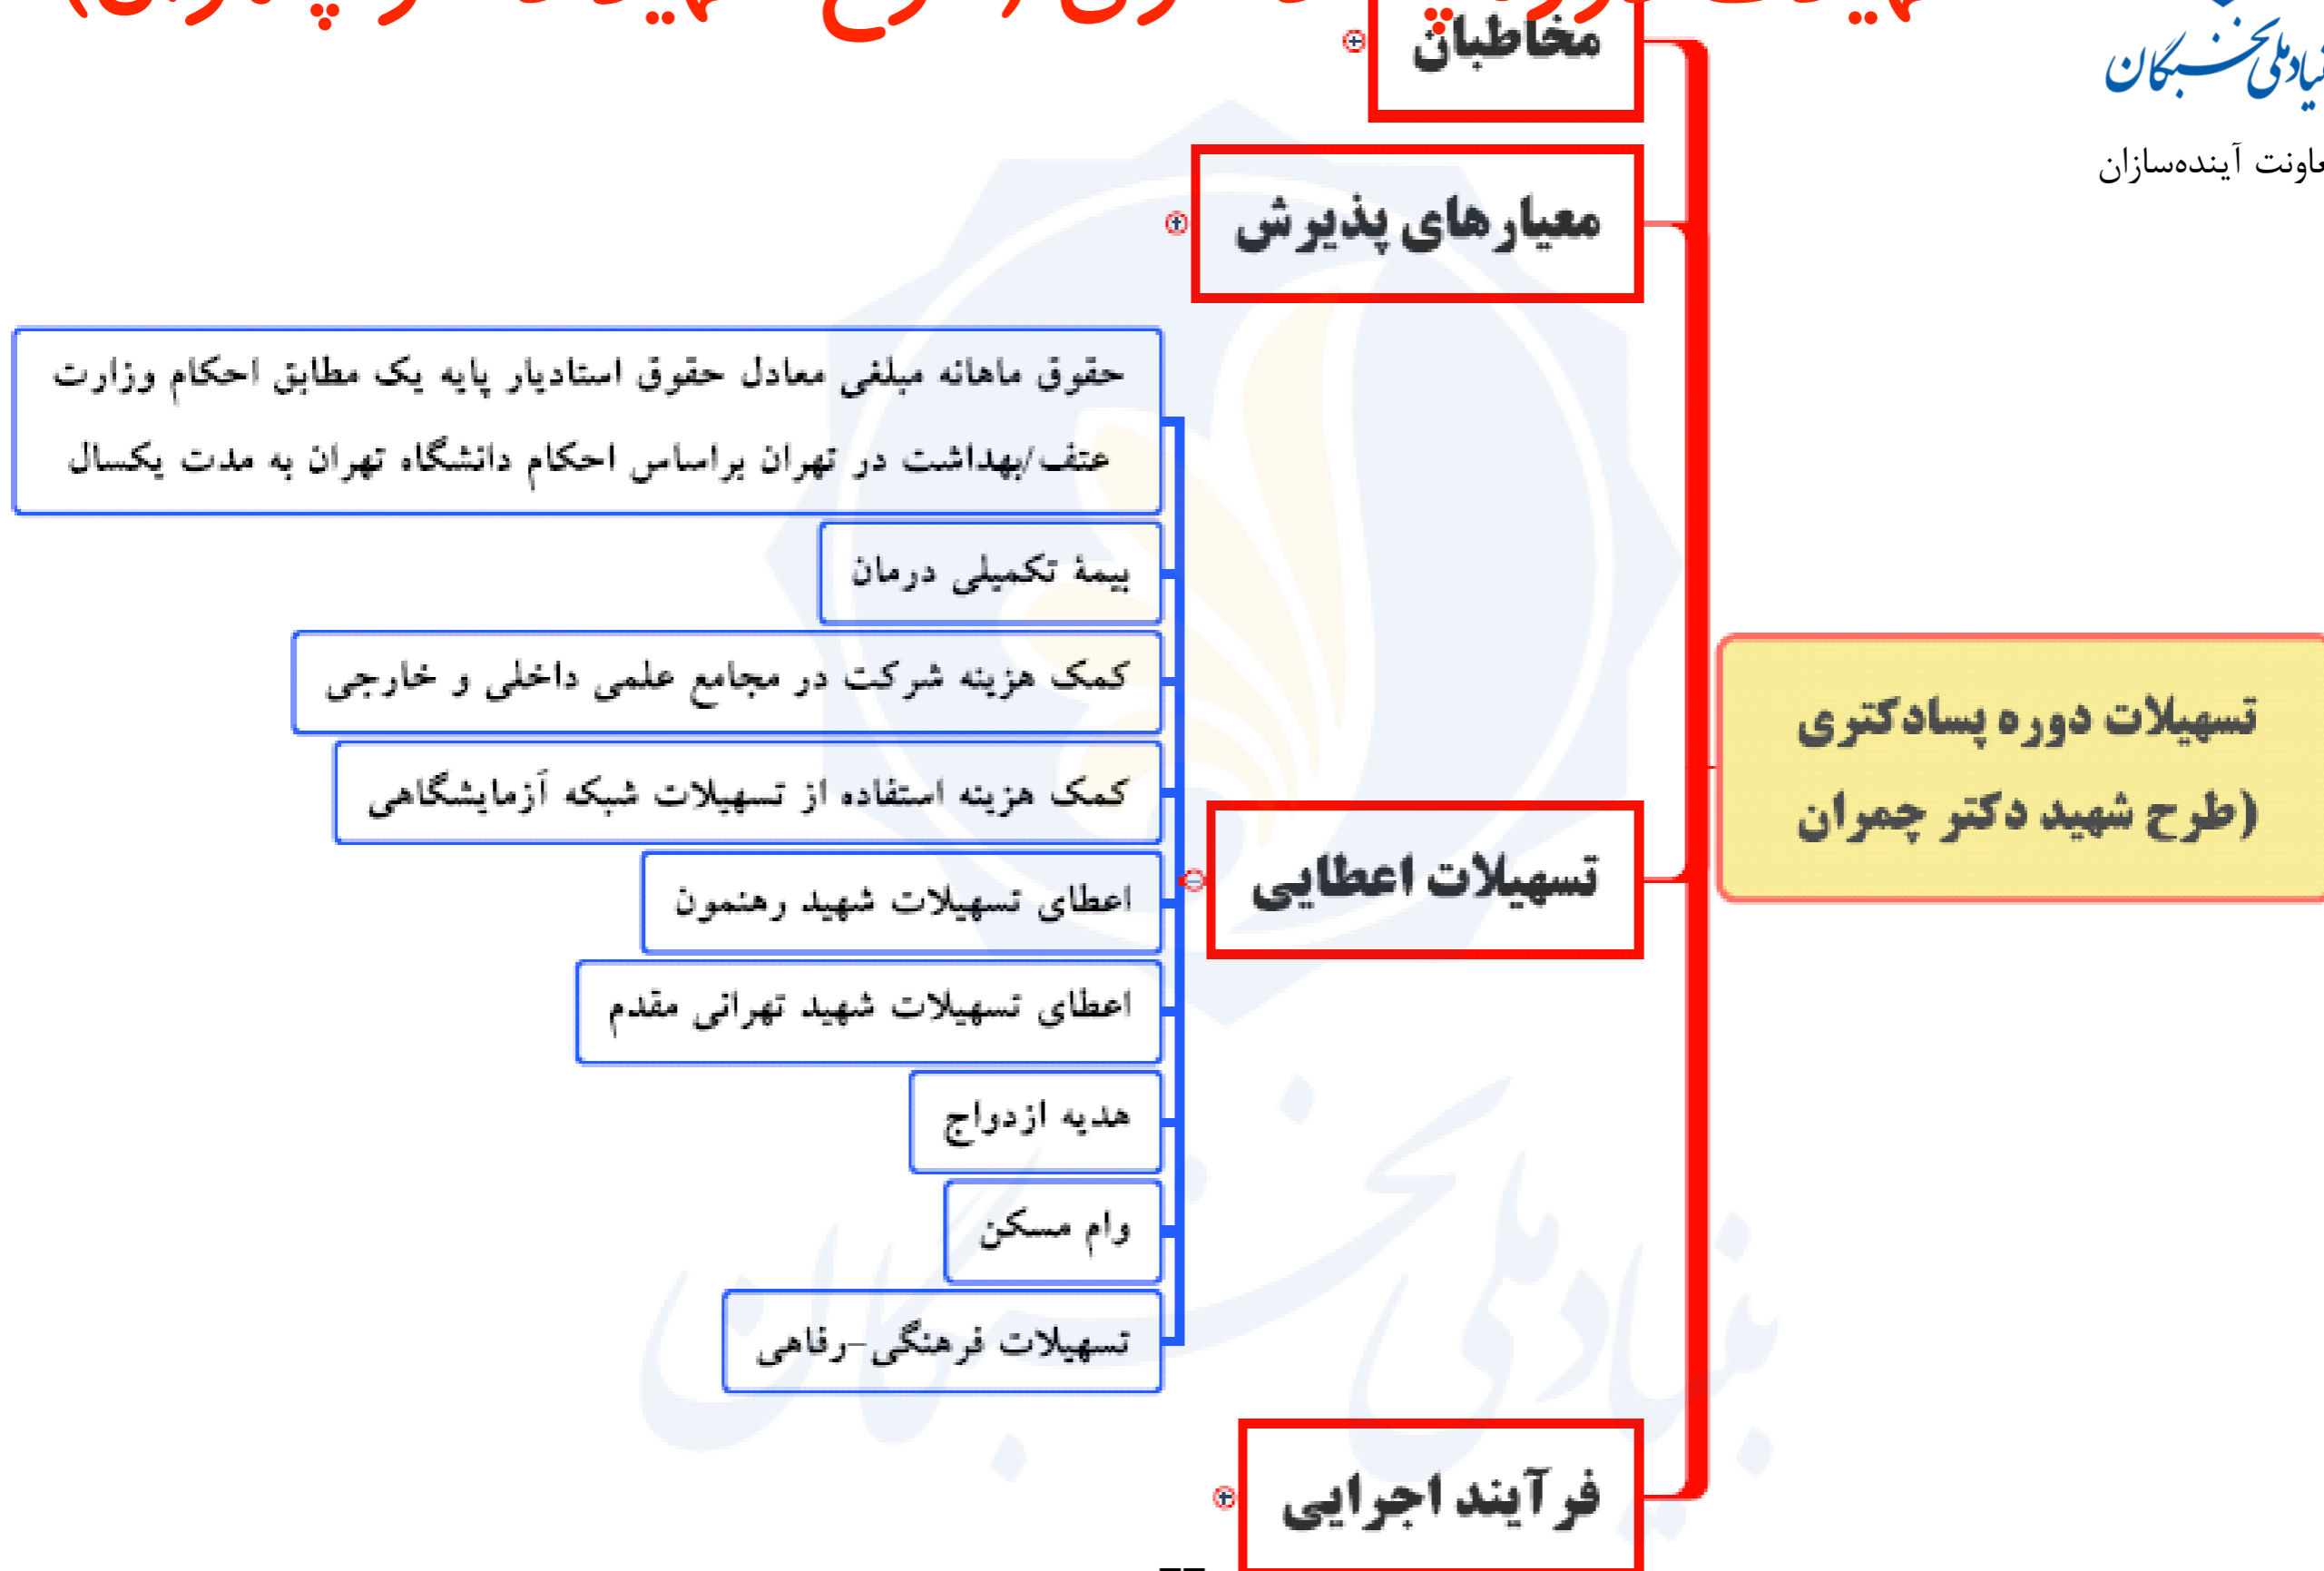 مخاطبان
معاونت آینده‌سازان
معیارهای پذیرش
حقوق ماهانه مبلغی معادل حقوق استادیار پایه یک مطابق احکام وزارت
عتف/بهداشت در تهران براساس احکام دانشگاه تهران به مدت یکسال
بیمهٔ تکمیلی درمان
کمک هزینه شرکت در مجامع علمی داخلی و خارجی
کمک هزینه استفاده از تسهیلات شبکه آزمایشگاهی
اعطای تسهیلات شهید رهنمون
اعطای تسهیلات شهید تهرانی مقدم
هدیه ازدواج
وام مسکن
تسهیلات فرهنگی-رفاهی
تسهیلات اعطایی
تسهیلات دوره پسادکتری
(طرح شهید دکتر چمران
فرآیند اجرایی
بنیاد ملی نخبگان